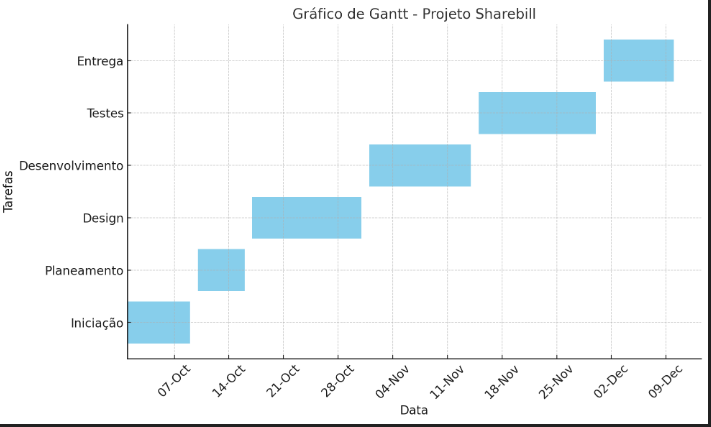 Gráfico de Gantt - Projeto Sharebill
Tarefas
Entrega
Testes
Desenvolvimento
Design
Planeamento
Iniciação
07-Oct
14-Oct
21-Oct
28-Oct
04-Nov
11-Nov
18-Nov
25-Nov
02-Dec
09-Dec
Data